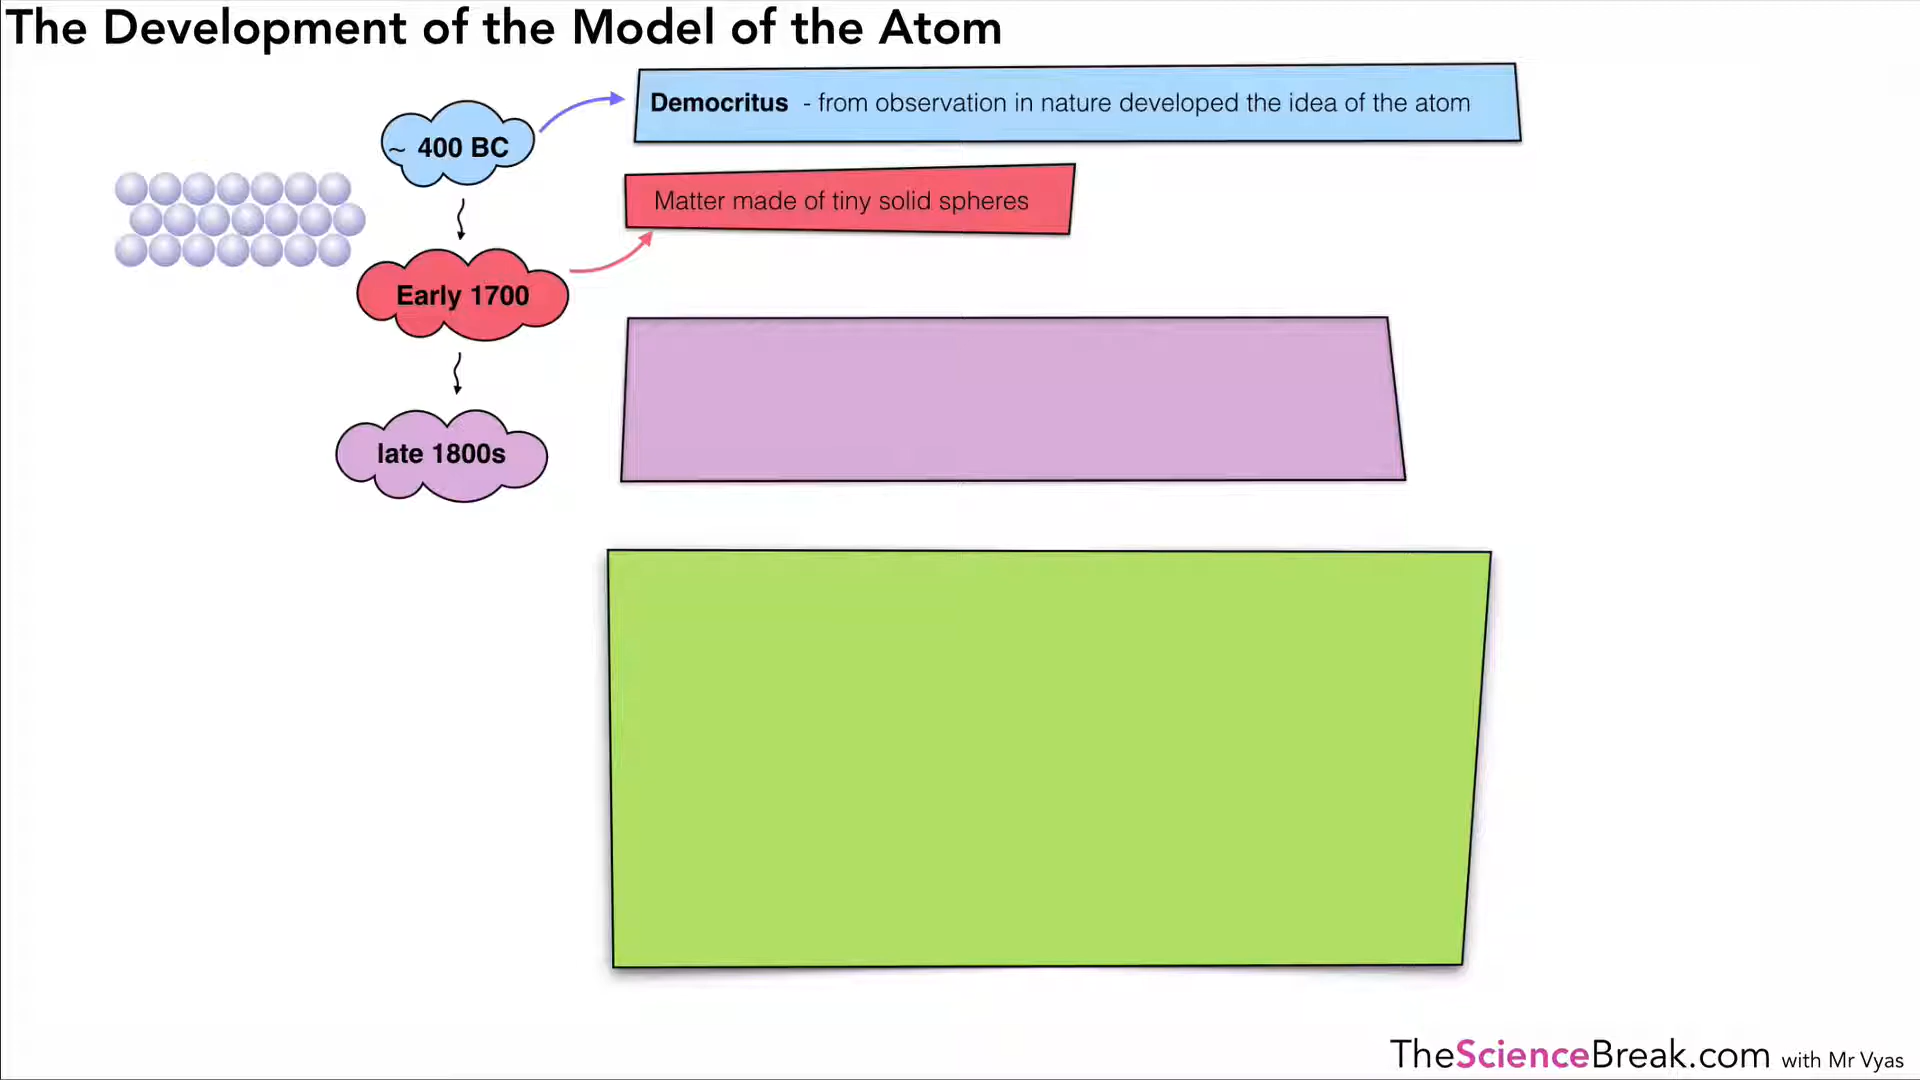 The Development of the Model of the Atom
~ 400 BC
Democritus - from observation in nature developed the idea of the atom
Matter made of tiny solid spheres
Early 1700
late 1800s
TheScienceBreak.com with Mr Vyas